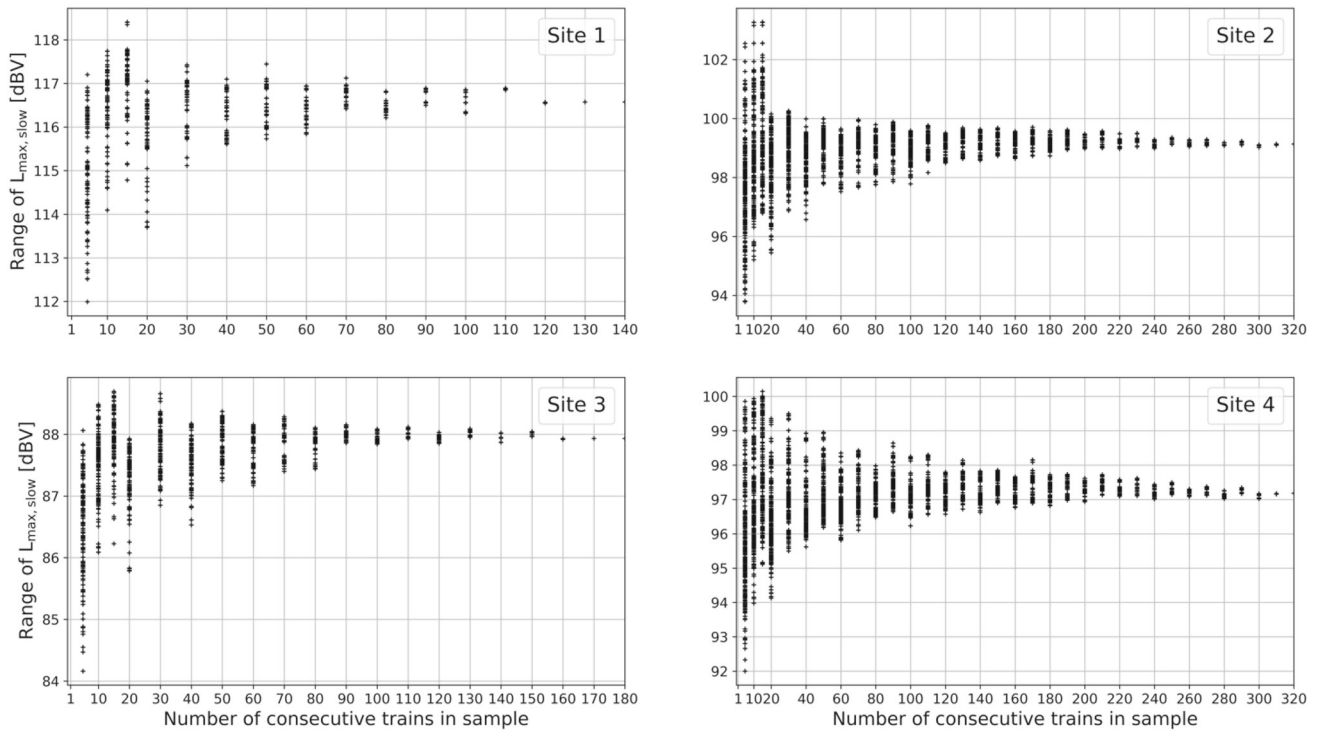 Site 1
Range of Lmax, slow [dBV]
118
117
116
115
114
113
112
1 10 20 30 40 50 60 70 80 90 100 110 120 130 140
Site 2
102
100
98
96
94
1 10 20 40 60 80 100 120 140 160 180 200 220 240 260 280 300 320
Site 3
Range of Lmax, slow [dBV]
88
87
86
85
84
1 10 20 30 40 50 60 70 80 90 100 110 120 130 140 150 160 170 180
Number of consecutive trains in sample
Site 4
100
99
98
97
96
95
94
93
92
1 10 20 40 60 80 100 120 140 160 180 200 220 240 260 280 300 320
Number of consecutive trains in sample